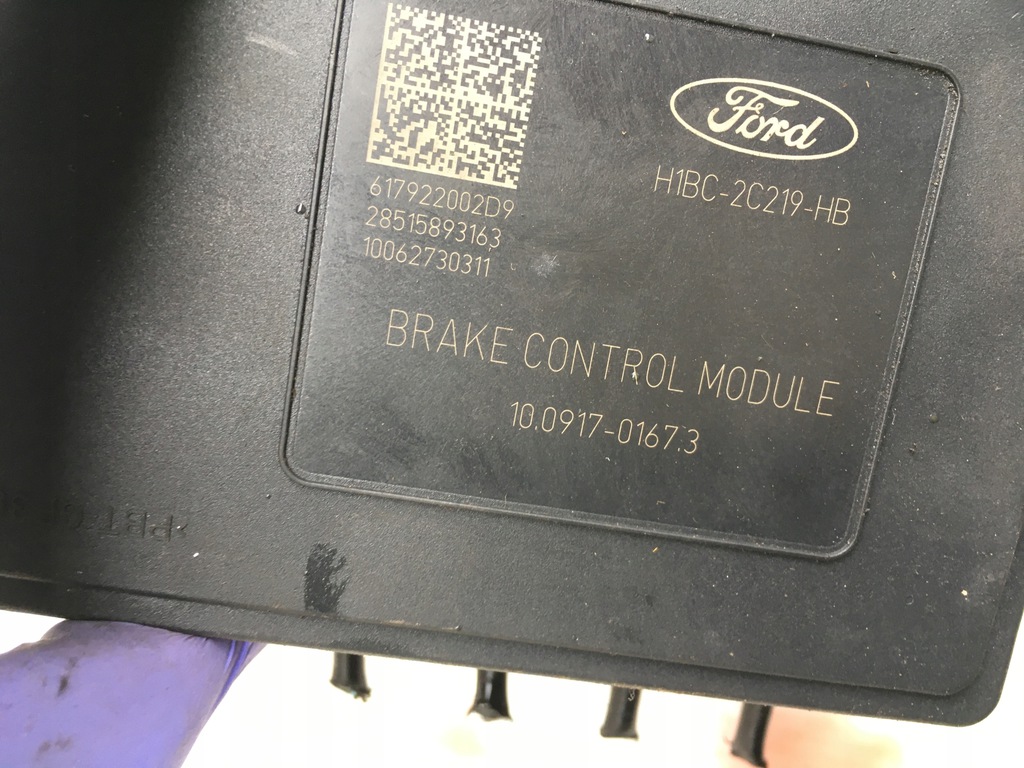 617922002D9
28515893163
10062730311
Ford
H1BC-2C219-HB
BRAKE CONTROL MODULE
10.0917-0167.3